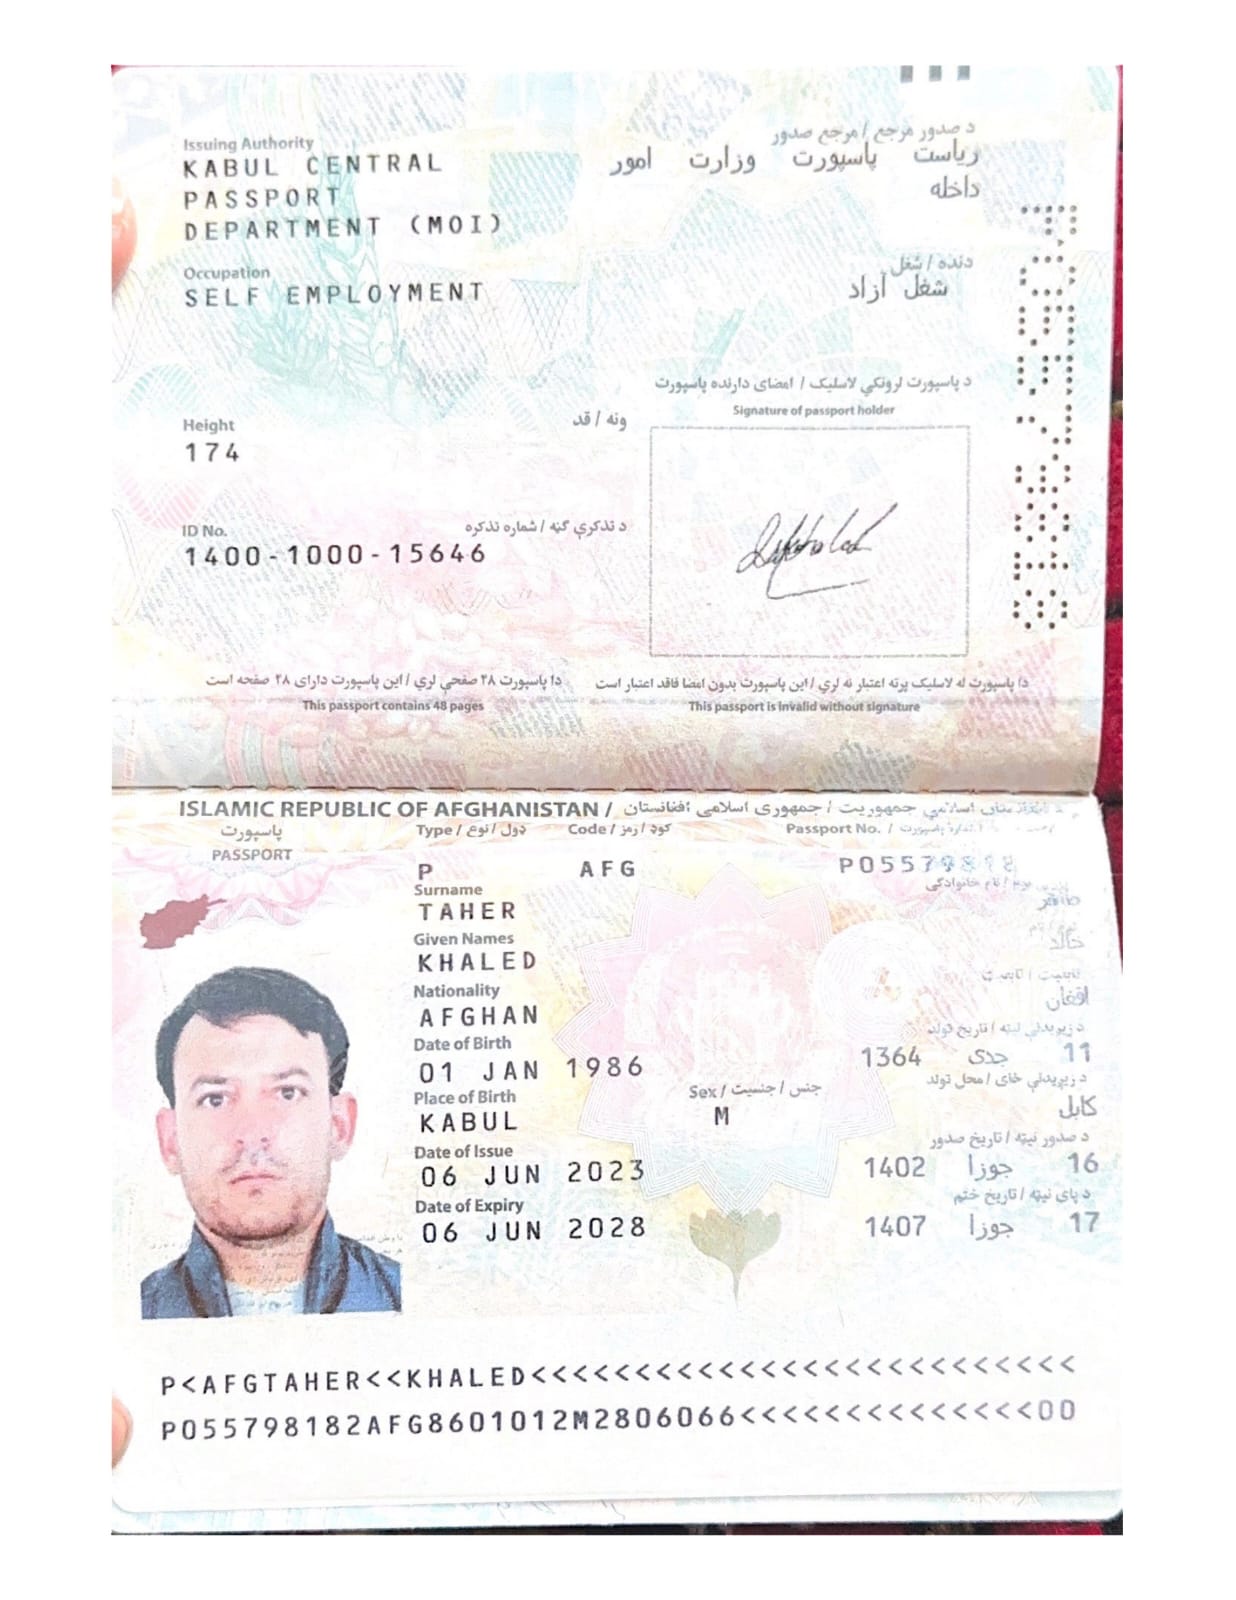 Issuing Authority
د صدور مرجع / مرجع صدور
KABUL CENTRAL
PASSPORT
DEPARTMENT (MOI)
ریاست پاسپورت وزارت امور
داخله
Occupation
دنده / شغل
SELF EMPLOYMENT
شغل آزاد
د پاسپورت لرونکي لاسلیک / امضای دارنده پاسپورت
Signature of passport holder
Height
ونه / قد
174
ID No.
د تذکرې ګڼه / شماره تذکره
1400-1000-15646
P05579818
دا پاسپورت ۴۸ صفحې لري / این پاسپورت دارای ۴۸ صفحه است
This passport contains 48 pages
دا پاسپورت له لاسلیک پرته اعتبار نه لري / این پاسپورت بدون امضا فاقد اعتبار است
This passport is invalid without signature
ISLAMIC REPUBLIC OF AFGHANISTAN / د افغانستان اسلامي جمهوریت / جمهوری اسلامی افغانستان
پاسپورت
PASSPORT
Type / ډول / نوع
Code / کوډ / رمز
Passport No. /
P
AFG
P05579818
Surname
TAHER
طاهر
Given Names
نوم / نام
KHALED
خالد
Nationality
تابعیت / تابعیت
AFGHAN
افغان
Date of Birth
د زیږیدنې نېټه / تاریخ تولد
01 JAN 1986
11 جدی 1364
Place of Birth
د زیږیدنې ځای / محل تولد
KABUL
کابل
Sex / جنس / جنسیت
M
Date of Issue
د صدور نېټه / تاریخ صدور
06 JUN 2023
16 جوزا 1402
Date of Expiry
د پای نېټه / تاریخ ختم
06 JUN 2028
17 جوزا 1407
P<AFGTAHER<<KHALED<<<<<<<<<<<<<<<<<<<<<<<<<<
P055798182AFG8601012M2806066<<<<<<<<<<<<<<00